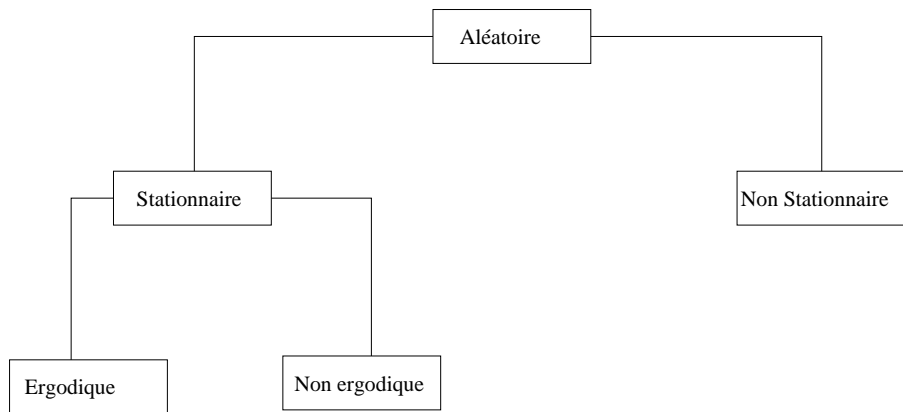 Aléatoire
Stationnaire
Non Stationnaire
Ergodique
Non ergodique